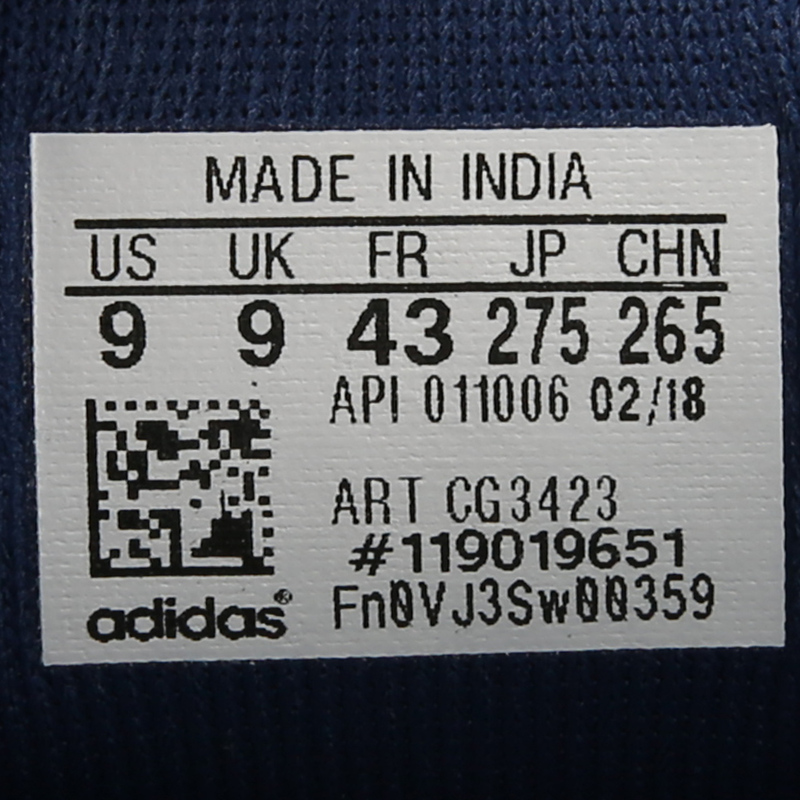 MADE IN INDIA
US UK FR JP CHN
9 9 43 275 265
API 011006 02/18
ART CG3423
#119019651
adidas® Fn0VJ3Sw00359